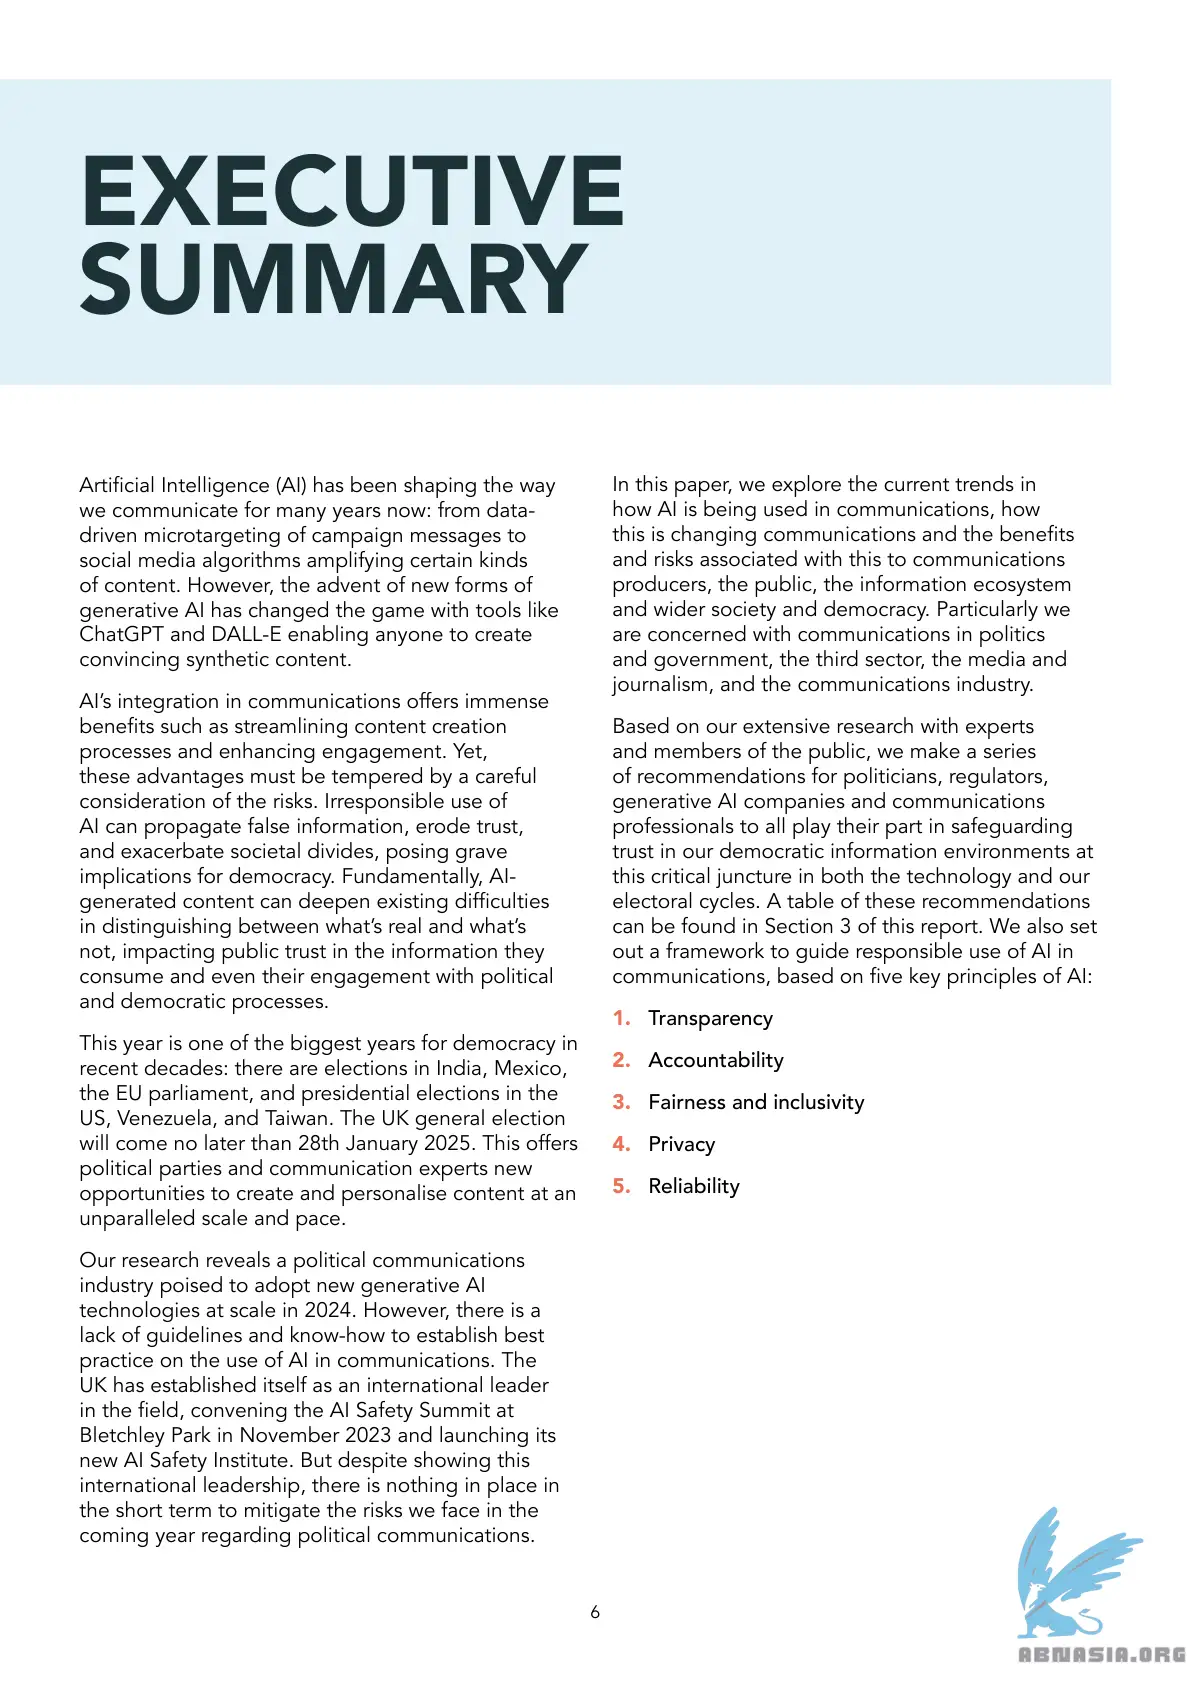 EXECUTIVE
SUMMARY
Artificial Intelligence (AI) has been shaping the way
we communicate for many years now: from data-
driven microtargeting of campaign messages to
social media algorithms amplifying certain kinds
of content. However, the advent of new forms of
generative AI has changed the game with tools like
ChatGPT and DALL-E enabling anyone to create
convincing synthetic content.
AI’s integration in communications offers immense
benefits such as streamlining content creation
processes and enhancing engagement. Yet,
these advantages must be tempered by a careful
consideration of the risks. Irresponsible use of
AI can propagate false information, erode trust,
and exacerbate societal divides, posing grave
implications for democracy. Fundamentally, AI-
generated content can deepen existing difficulties
in distinguishing between what’s real and what’s
not, impacting public trust in the information they
consume and even their engagement with political
and democratic processes.
This year is one of the biggest years for democracy in
recent decades: there are elections in India, Mexico,
the EU parliament, and presidential elections in the
US, Venezuela, and Taiwan. The UK general election
will come no later than 28th January 2025. This offers
political parties and communication experts new
opportunities to create and personalise content at an
unparalleled scale and pace.
Our research reveals a political communications
industry poised to adopt new generative AI
technologies at scale in 2024. However, there is a
lack of guidelines and know-how to establish best
practice on the use of AI in communications. The
UK has established itself as an international leader
in the field, convening the AI Safety Summit at
Bletchley Park in November 2023 and launching its
new AI Safety Institute. But despite showing this
international leadership, there is nothing in place in
the short term to mitigate the risks we face in the
coming year regarding political communications.
In this paper, we explore the current trends in
how AI is being used in communications, how
this is changing communications and the benefits
and risks associated with this to communications
producers, the public, the information ecosystem
and wider society and democracy. Particularly we
are concerned with communications in politics
and government, the third sector, the media and
journalism, and the communications industry.
Based on our extensive research with experts
and members of the public, we make a series
of recommendations for politicians, regulators,
generative AI companies and communications
professionals to all play their part in safeguarding
trust in our democratic information environments at
this critical juncture in both the technology and our
electoral cycles. A table of these recommendations
can be found in Section 3 of this report. We also set
out a framework to guide responsible use of AI in
communications, based on five key principles of AI:
1. Transparency
2. Accountability
3. Fairness and inclusivity
4. Privacy
5. Reliability
6
ABNASIA.ORG